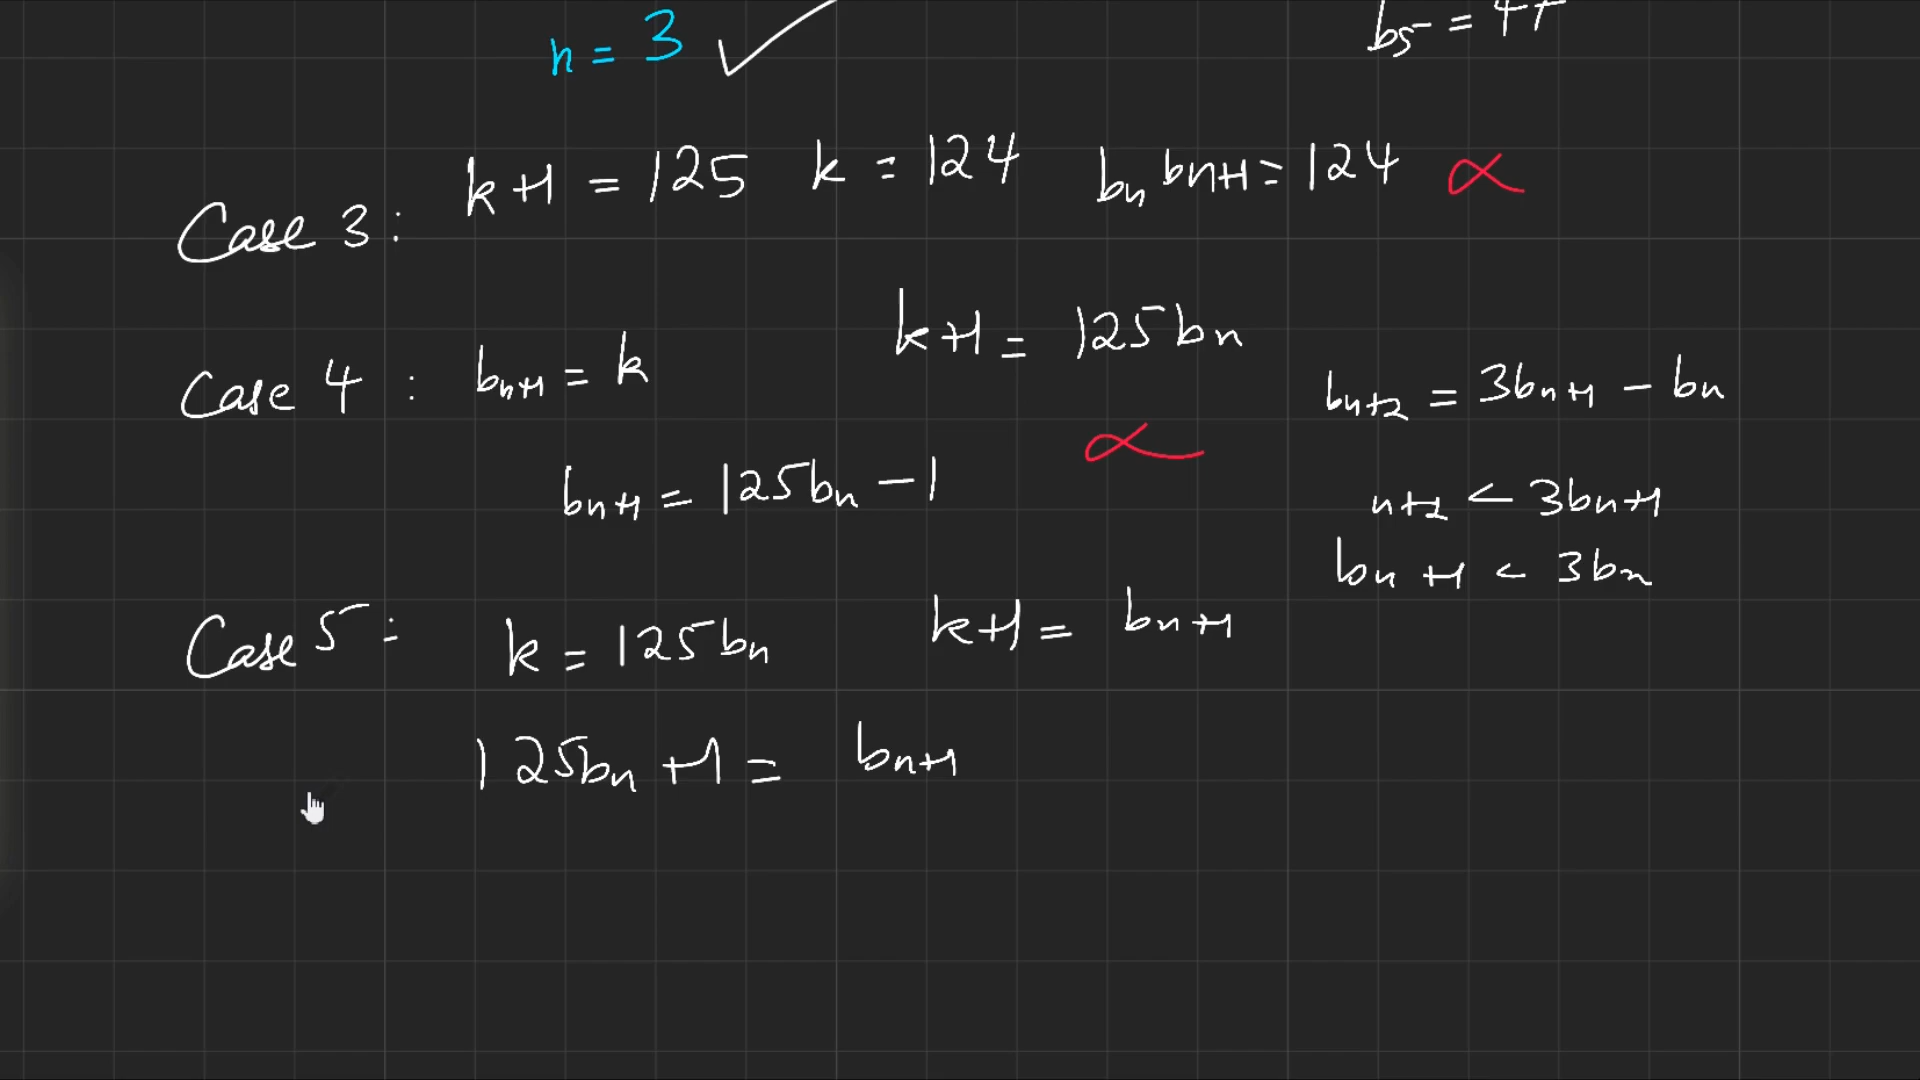 n = 3 ✓
b₅ = 47
Case 3: k+1 = 125 k = 124 bₙ bₙ₊₁ = 124
Case 4 : bₙ₊₁ = k k+1 = 125bₙ
bₙ₊₂ = 3bₙ₊₁ − bₙ
bₙ₊₁ = 125bₙ − 1
n+2 < 3bₙ₊₁
bₙ₊₁ < 3bₙ
Case 5: k = 125bₙ k+1 = bₙ₊₁
125bₙ + 1 = bₙ₊₁